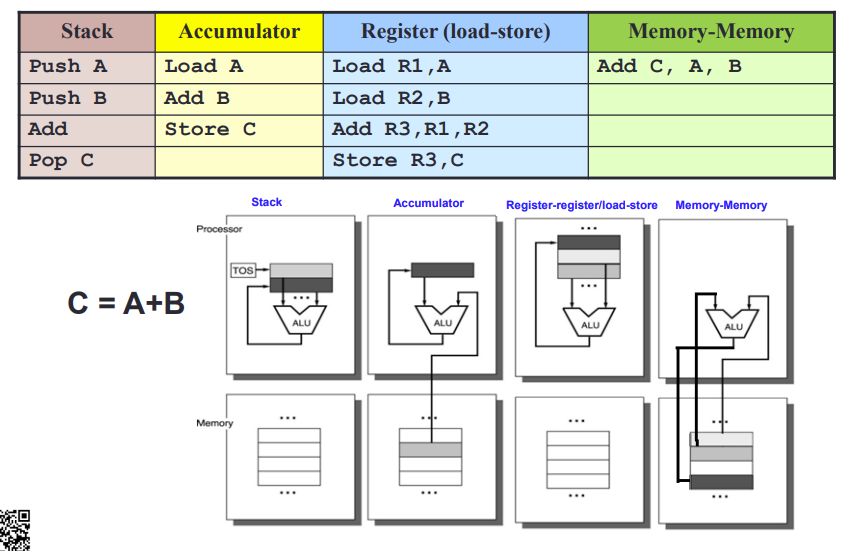 Stack Accumulator Register (load-store) Memory-Memory
Push A Load A Load R1,A Add C, A, B
Push B Add B Load R2,B
Add Store C Add R3,R1,R2
Pop C Store R3,C
Stack Accumulator Register-register/load-store Memory-Memory
Processor
...
TOS
... ...
ALU ALU ALU ALU
C = A+B
Memory
... ... ... ...
... ... ... ...